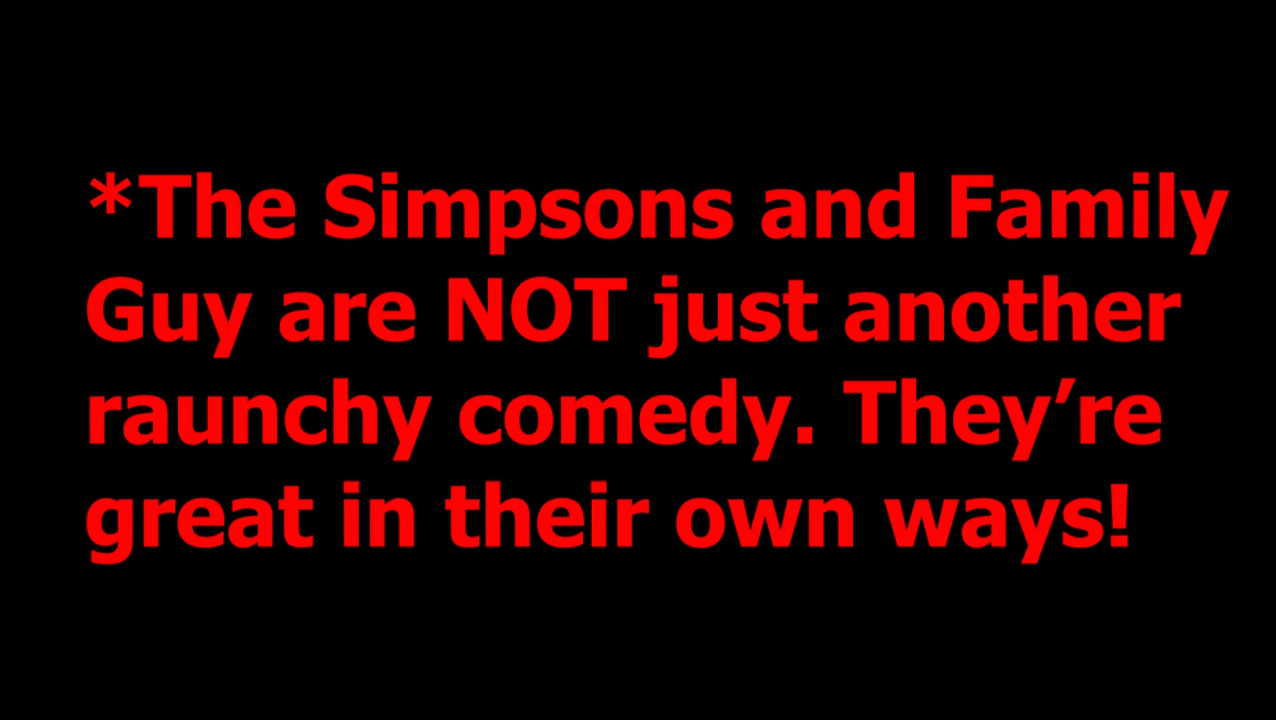 *The Simpsons and Family
Guy are NOT just another
raunchy comedy. They’re
great in their own ways!